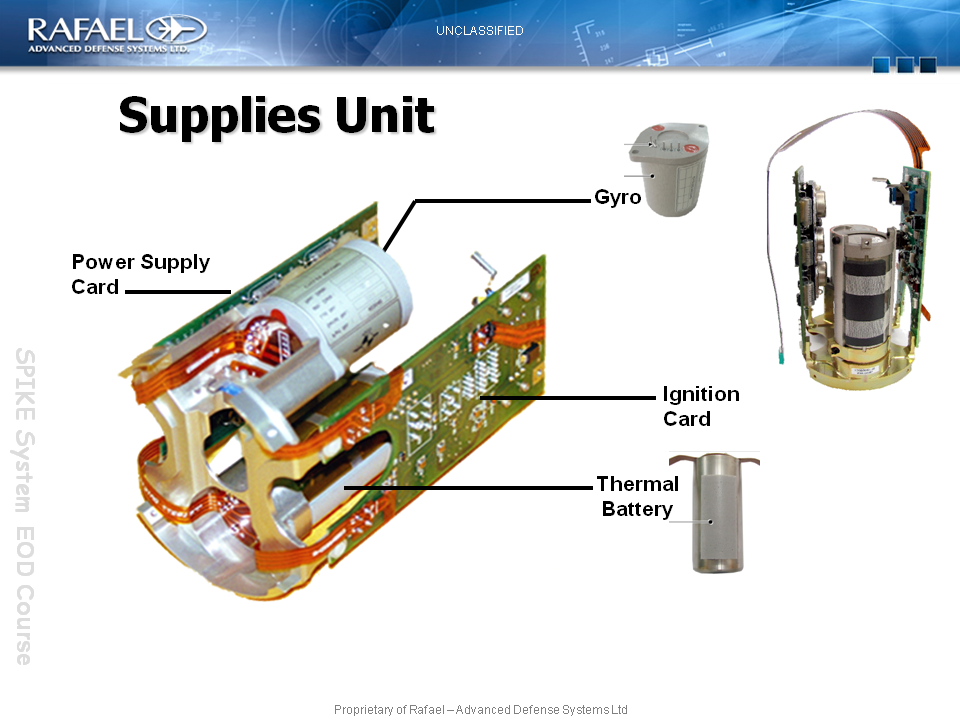 RAFAEL
ADVANCED DEFENSE SYSTEMS LTD.
UNCLASSIFIED
Supplies Unit
Gyro
Power Supply
Card
Ignition
Card
Thermal
Battery
SPIKE System EOD Course
Proprietary of Rafael – Advanced Defense Systems Ltd